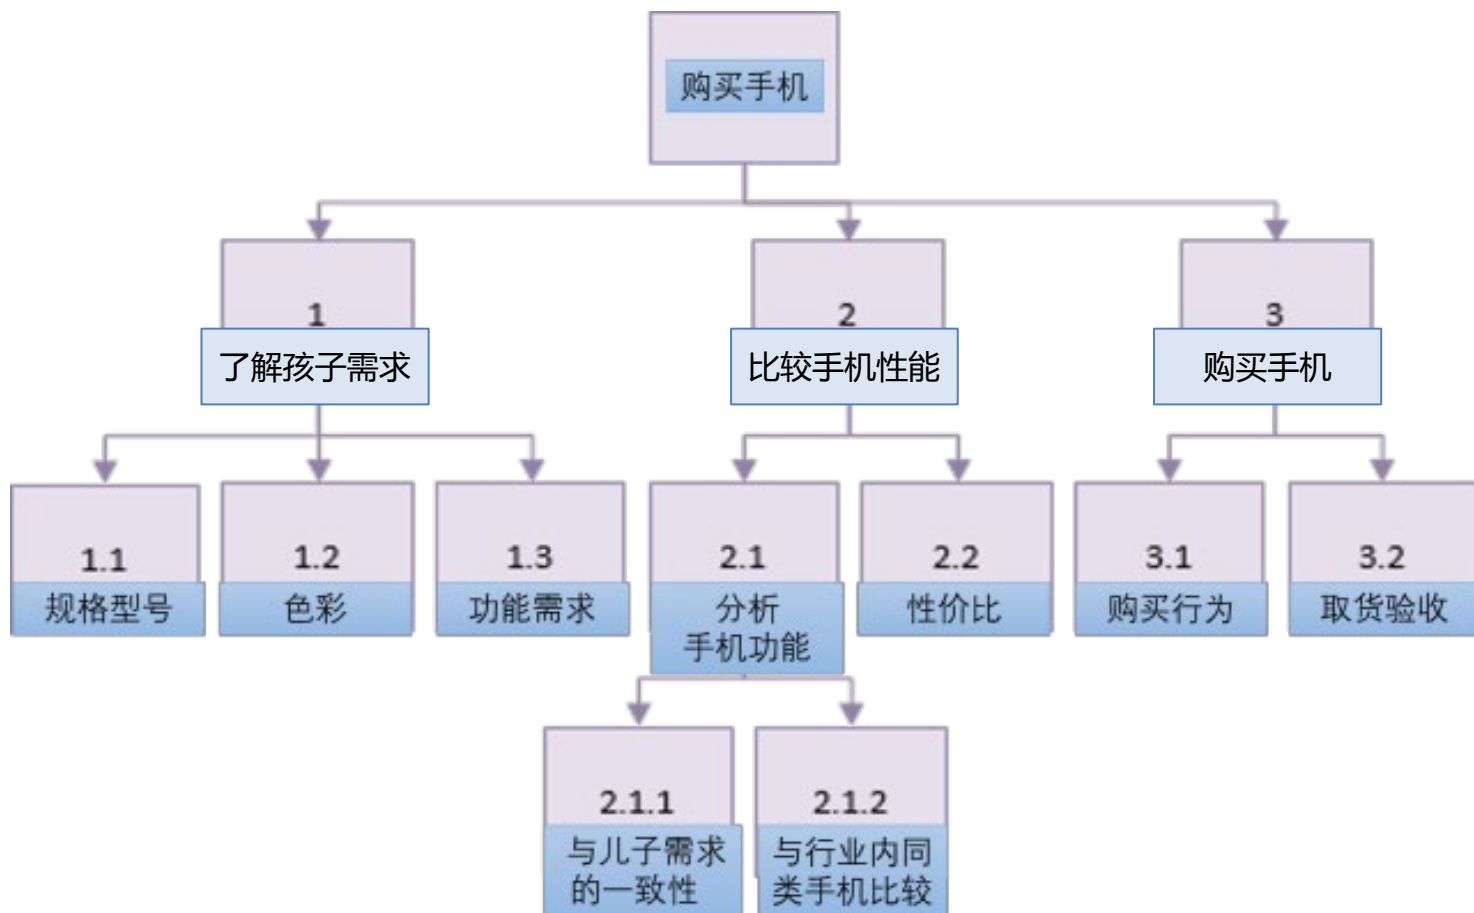 购买手机
1
了解孩子需求
2
比较手机性能
3
购买手机
1.1
规格型号
1.2
色彩
1.3
功能需求
2.1
分析
手机功能
2.2
性价比
3.1
购买行为
3.2
取货验收
2.1.1
与儿子需求
的一致性
2.1.2
与行业内同
类手机比较